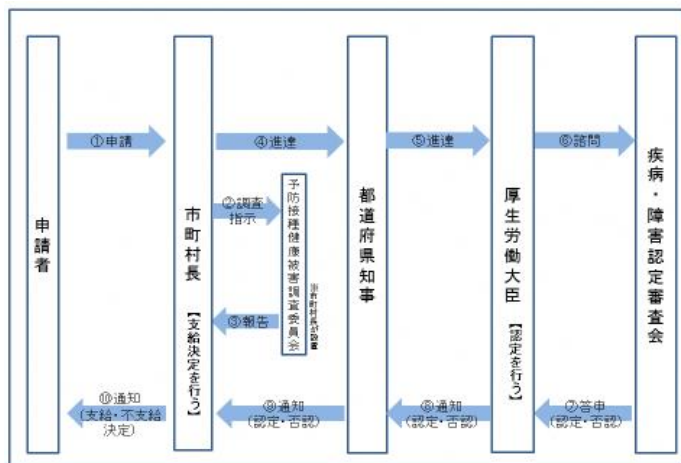 ①申請
④進達
⑤進達
⑥諮問
②調査
指示
③報告
申請者
市町村長
【支給決定を行う】
予防接種健康被害調査委員会
※市町村長が設置
都道府県知事
厚生労働大臣
【認定を行う】
疾病・障害認定審査会
⑩通知
(支給・不支給
決定)
⑨通知
(認定・否認)
⑧通知
(認定・否認)
⑦答申
(認定・否認)